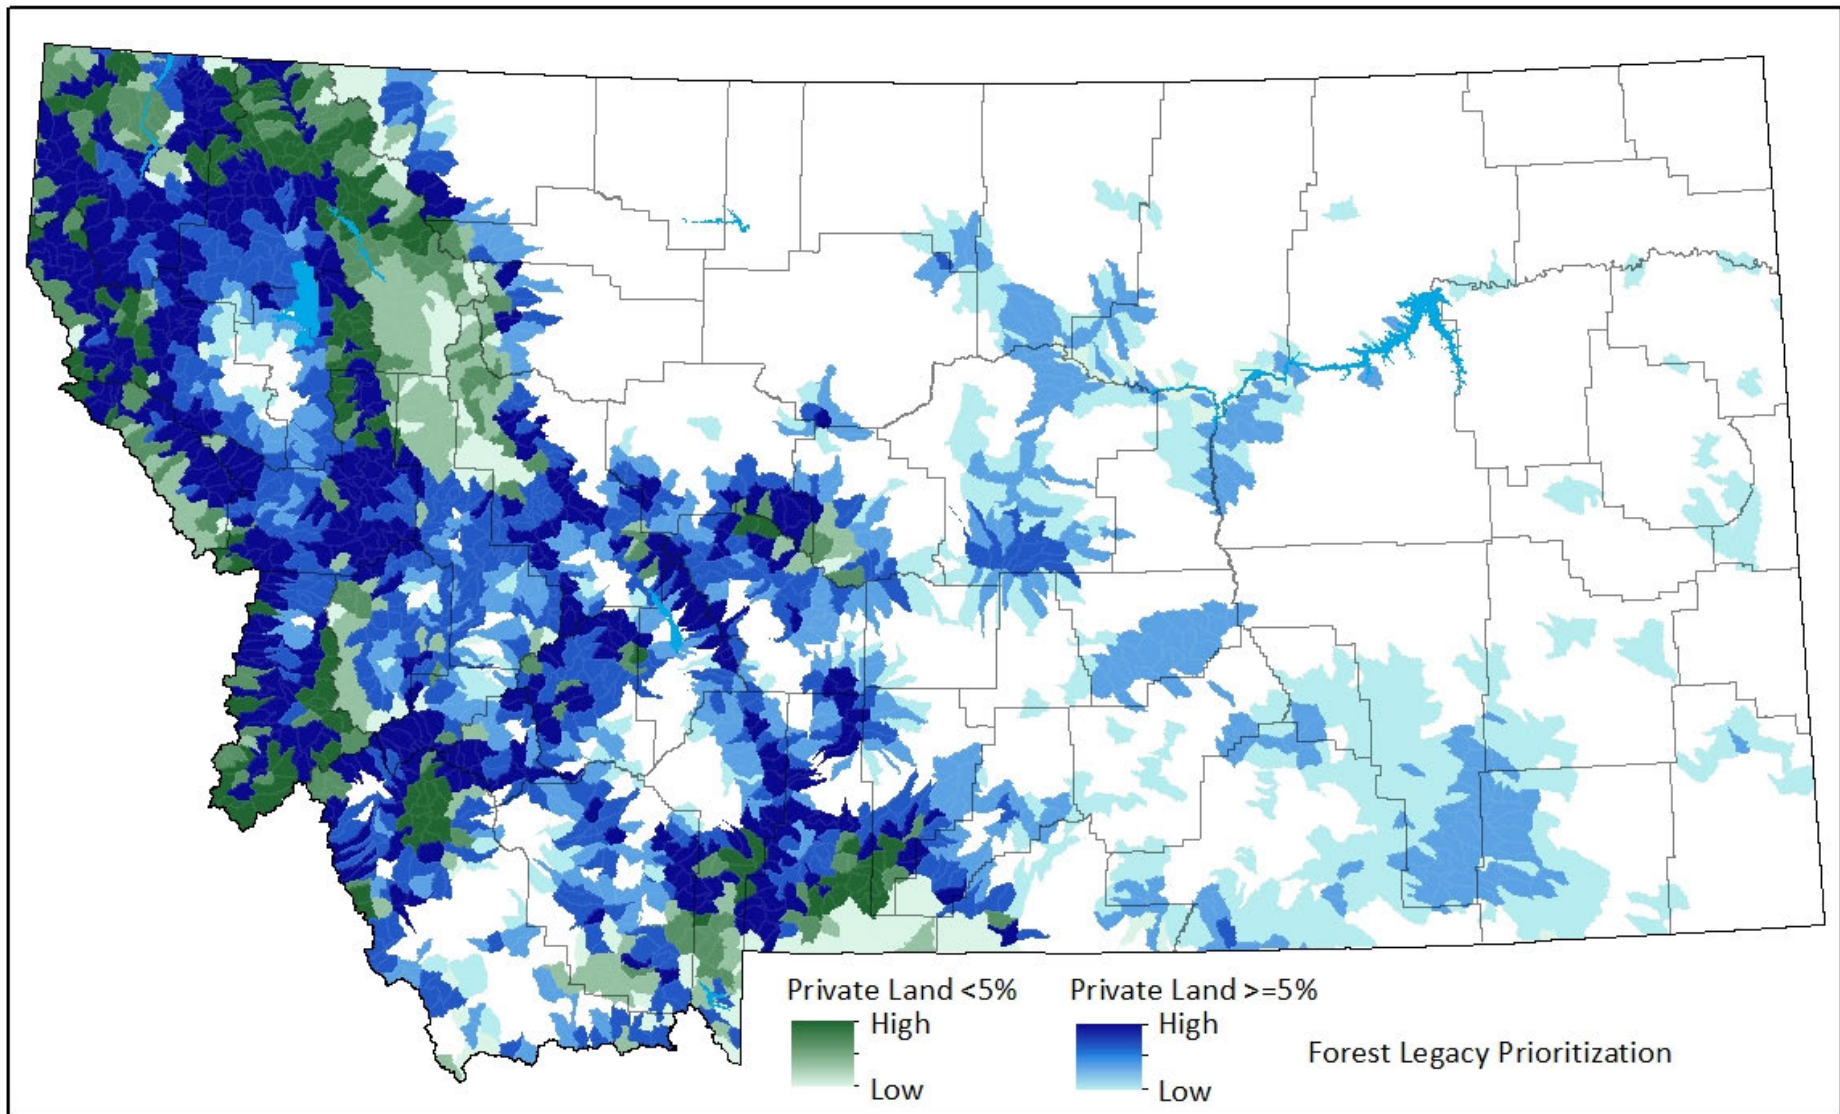 Private Land <5%
High
Low
Private Land >=5%
High
Low
Forest Legacy Prioritization